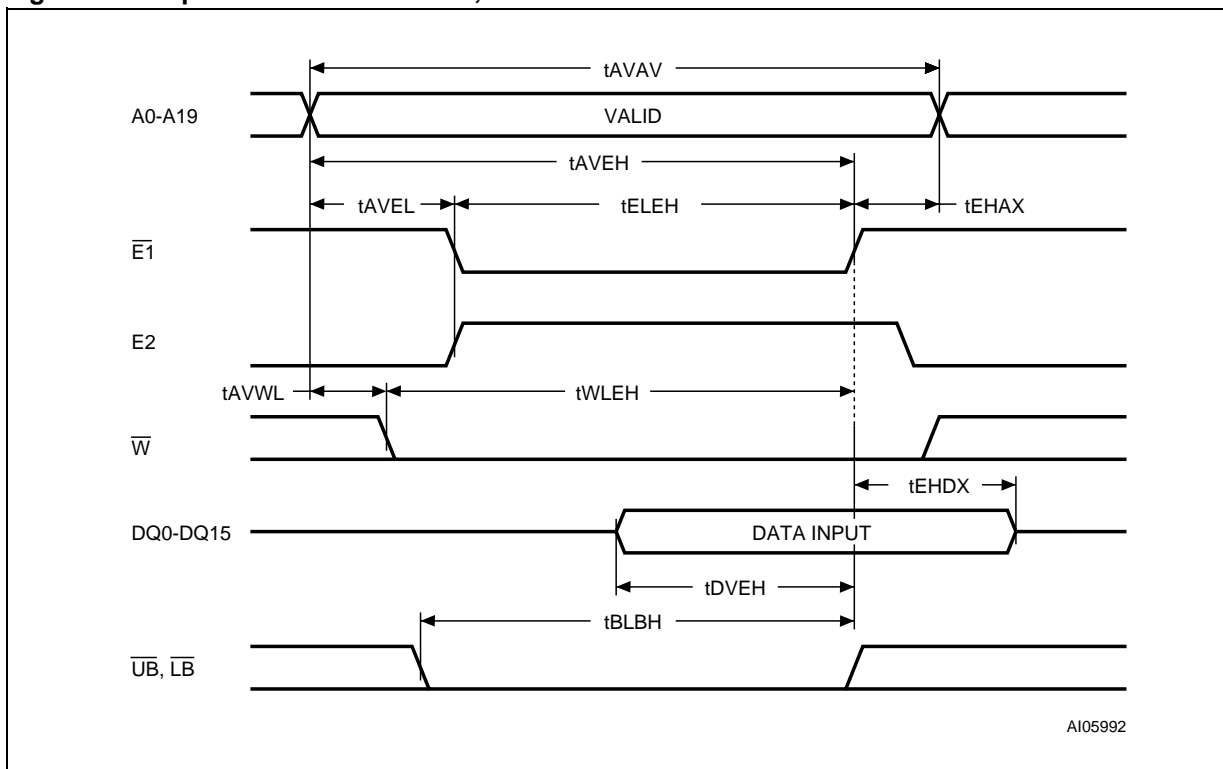 tAVAV
A0-A19
VALID
tAVEH
tAVEL
tELEH
tEHAX
E1
E2
tAVWL
tWLEH
W
tEHDX
DQ0-DQ15
DATA INPUT
tDVEH
tBLBH
UB, LB
AI05992